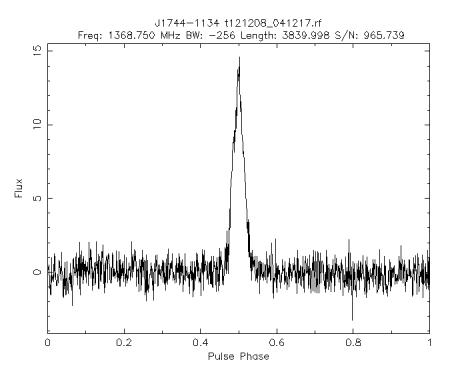 J1744-1134 t121208_041217.rf
Freq: 1368.750 MHz BW: -256 Length: 3839.998 S/N: 965.739
15
10
5
0
Flux
0 0.2 0.4 0.6 0.8 1
Pulse Phase